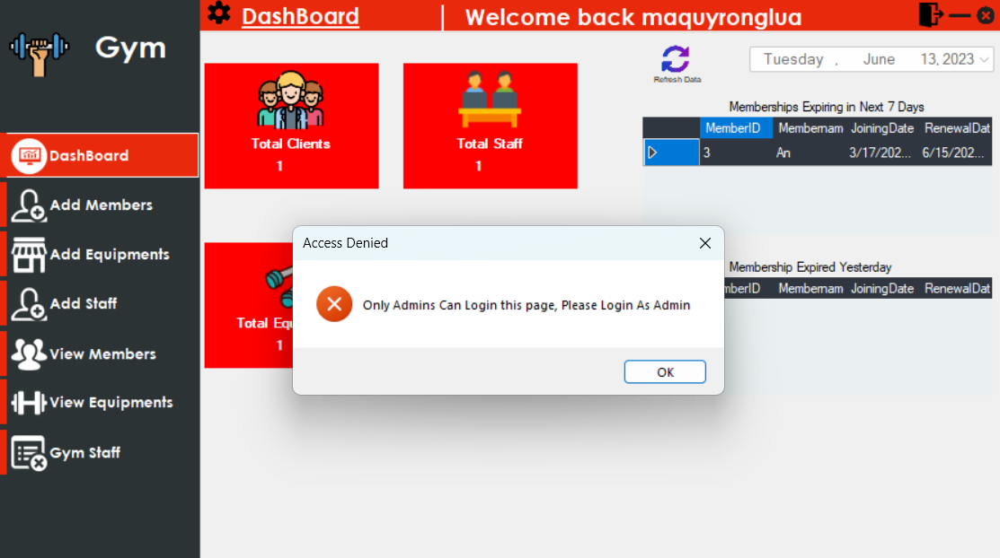 Gym
DashBoard
Add Members
Add Equipments
Add Staff
View Members
View Equipments
Gym Staff
DashBoard
Welcome back maquyronglua
Total Clients
1
Total Staff
1
Total Equ
1
Refresh Data
Tuesday , June 13, 2023
Memberships Expiring in Next 7 Days
MemberID Membernam JoiningDate RenewalDat
3 An 3/17/202... 6/15/202...
Membership Expired Yesterday
mberID Membernam JoiningDate RenewalDat
Access Denied
Only Admins Can Login this page, Please Login As Admin
OK